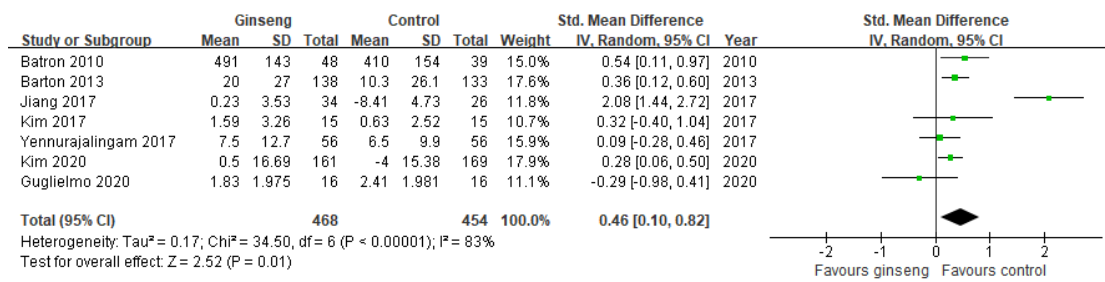 Ginseng Control Std. Mean Difference Std. Mean Difference
Study or Subgroup Mean SD Total Mean SD Total Weight IV, Random, 95% CI Year IV, Random, 95% CI
Batron 2010 491 143 48 410 154 39 15.0% 0.54 [0.11, 0.97] 2010
Barton 2013 20 27 138 10.3 26.1 133 17.6% 0.36 [0.12, 0.60] 2013
Jiang 2017 0.23 3.53 34 -8.41 4.73 26 11.8% 2.08 [1.44, 2.72] 2017
Kim 2017 1.59 3.26 15 0.63 2.52 15 10.7% 0.32 [-0.40, 1.04] 2017
Yennurajalingam 2017 7.5 12.7 56 6.5 9.9 56 15.9% 0.09 [-0.28, 0.46] 2017
Kim 2020 0.5 16.69 161 -4 15.38 169 17.9% 0.28 [0.06, 0.50] 2020
Guglielmo 2020 1.83 1.975 16 2.41 1.981 16 11.1% -0.29 [-0.98, 0.41] 2020
Total (95% CI) 468 454 100.0% 0.46 [0.10, 0.82]
Heterogeneity: Tau² = 0.17; Chi² = 34.50, df = 6 (P < 0.00001); I² = 83%
Test for overall effect: Z = 2.52 (P = 0.01)
-2 -1 0 1 2
Favours ginseng Favours control